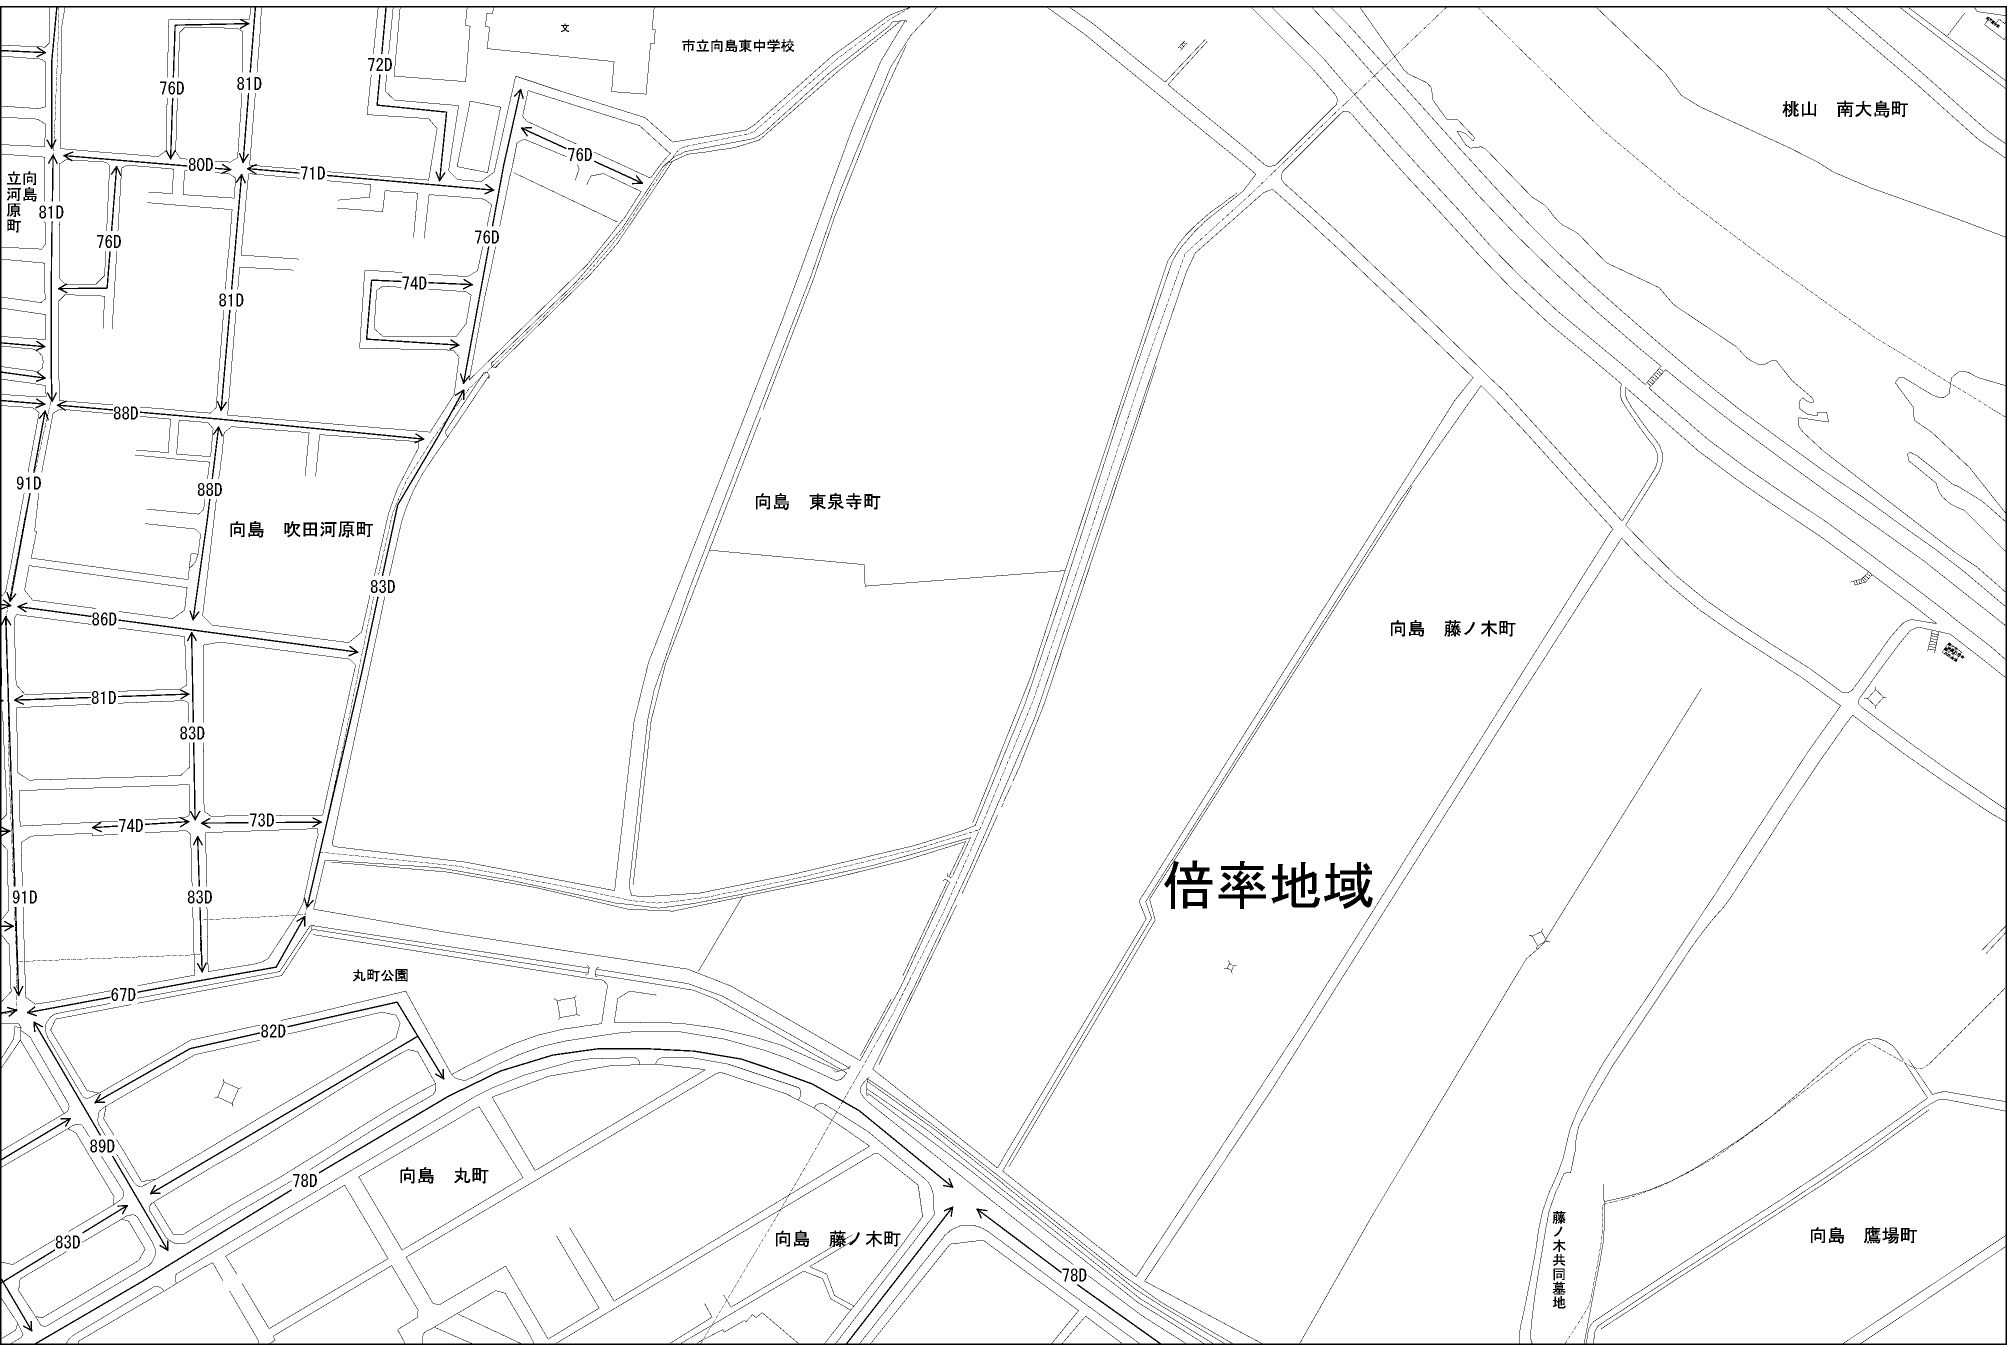 文
市立向島東中学校
72D
76D
81D
桃山　南大島町
76D
80D
71D
向島
立河原町
81D
76D
76D
74D
81D
88D
91D
88D
向島　東泉寺町
向島　吹田河原町
83D
86D
向島　藤ノ木町
81D
83D
74D
73D
倍率地域
91D
83D
丸町公園
67D
82D
89D
78D
向島　丸町
83D
向島　藤ノ木町
藤ノ木共同墓地
向島　鷹場町
78D